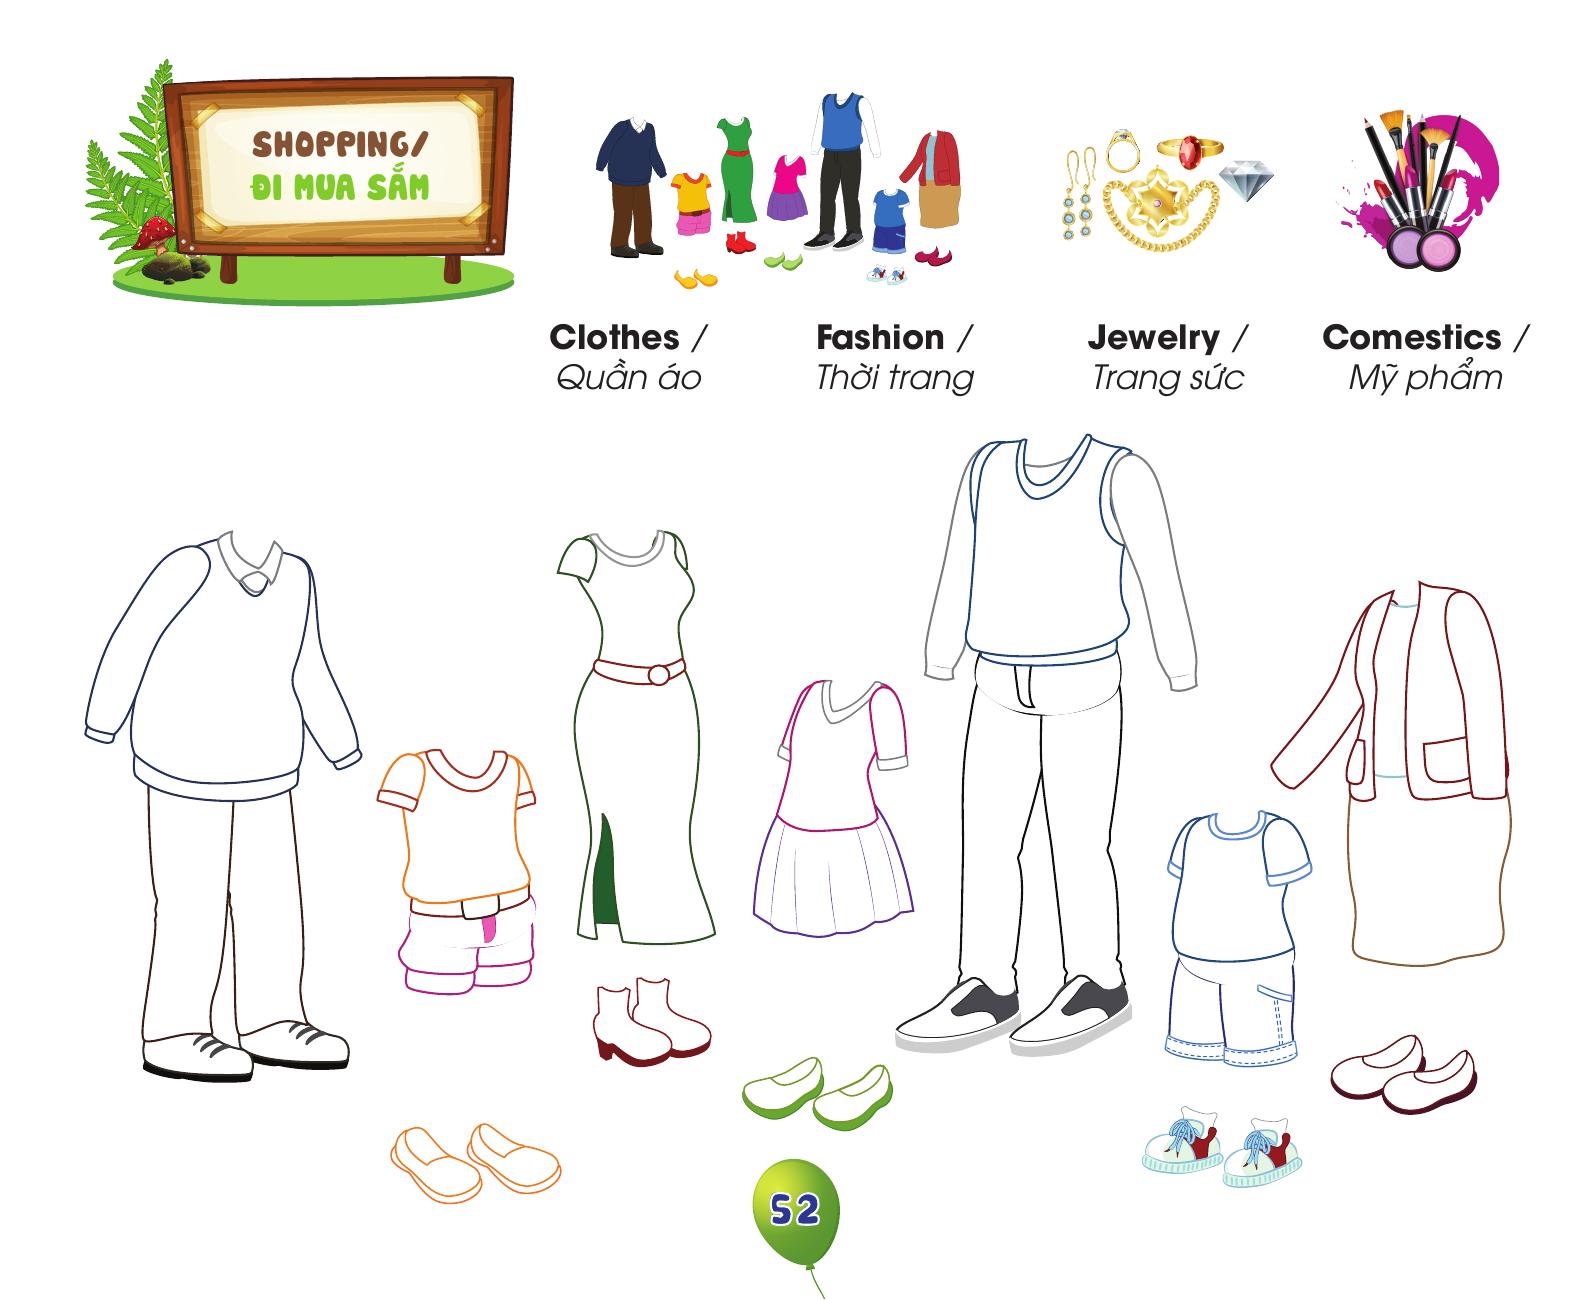 SHOPPING/
ĐI MUA SẮM
Clothes /
Quần áo
Fashion /
Thời trang
Jewelry /
Trang sức
Comestics /
Mỹ phẩm
52